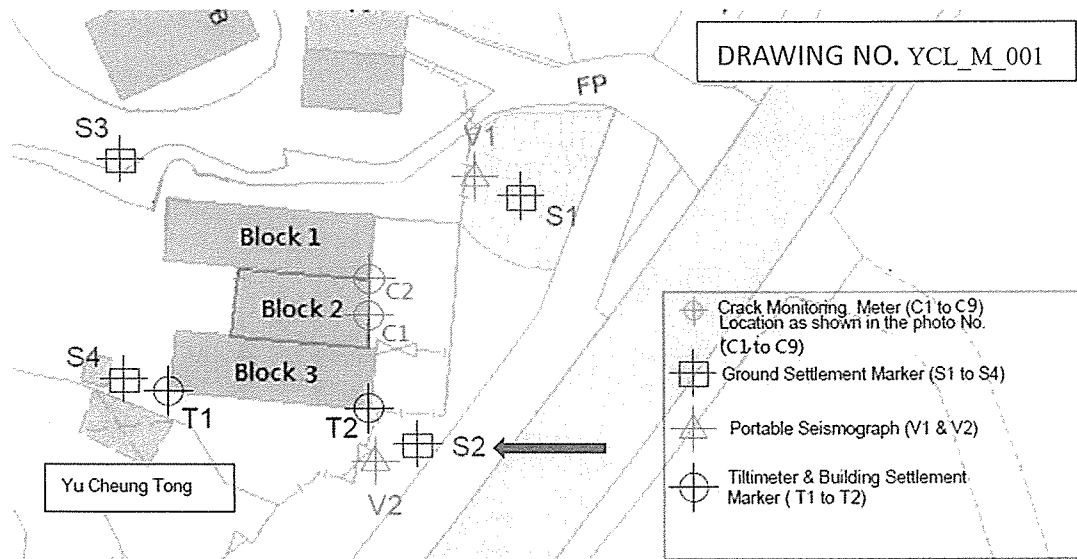 DRAWING NO. YCL_M_001
FP
S3
V1
S1
Block 1
C2
Block 2
C1
S4
Block 3
T1
T2
S2
V2
Yu Cheung Tong
Crack Monitoring. Meter (C1 to C9)
Location as shown in the photo No.
(C1 to C9)
Ground Settlement Marker (S1 to S4)
Portable Seismograph (V1 & V2)
Tiltimeter & Building Settlement
Marker ( T1 to T2)